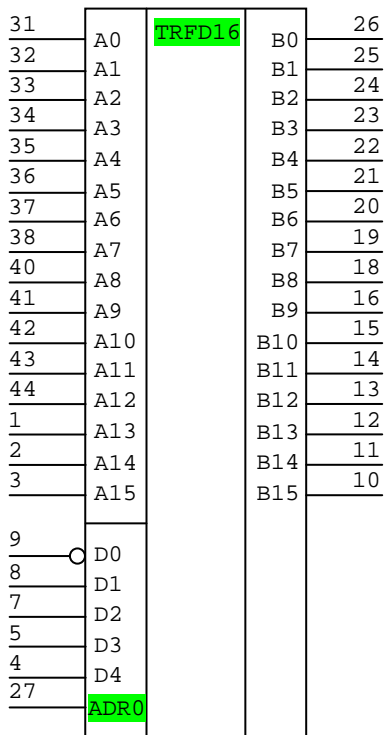 TRFD16
31 A0 B0 26
32 A1 B1 25
33 A2 B2 24
34 A3 B3 23
35 A4 B4 22
36 A5 B5 21
37 A6 B6 20
38 A7 B7 19
40 A8 B8 18
41 A9 B9 16
42 A10 B10 15
43 A11 B11 14
44 A12 B12 13
1 A13 B13 12
2 A14 B14 11
3 A15 B15 10
9 D0
8 D1
7 D2
5 D3
4 D4
27 ADR0